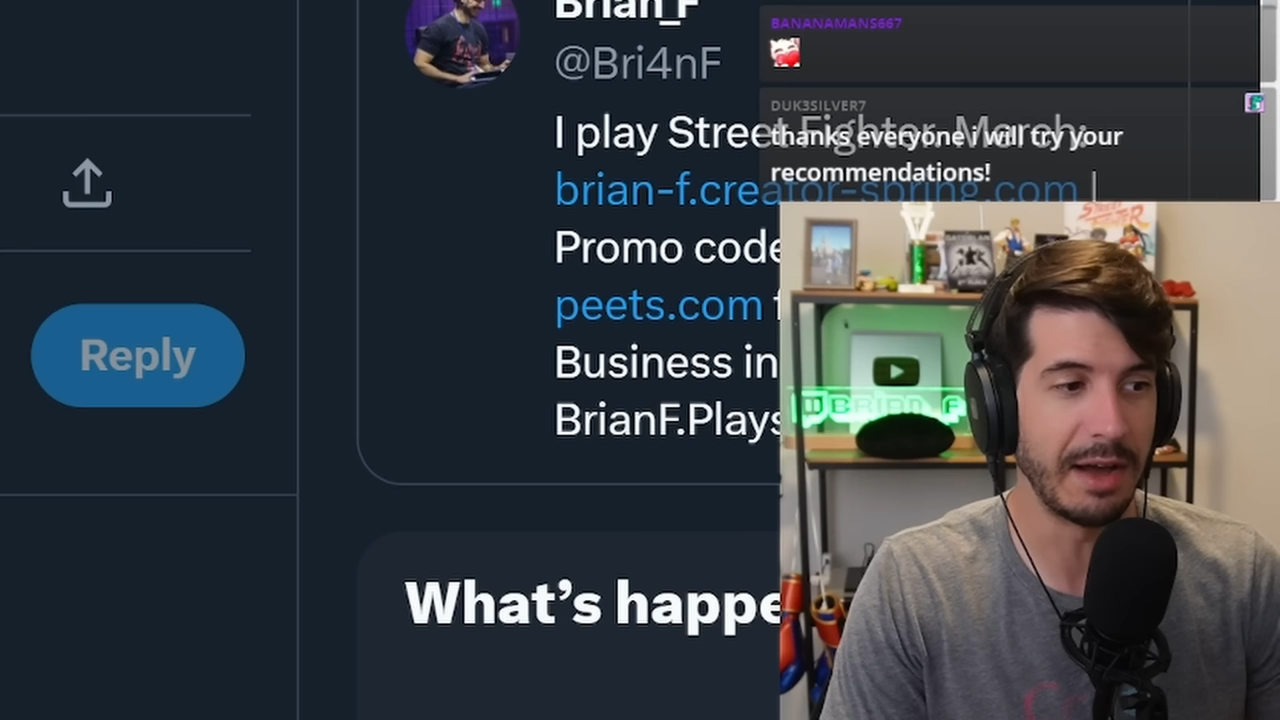 Brian_F
@Bri4nF
I play Street Fighter. Merch:
brian-f.creator-spring.com |
Promo code
peets.com f
Business in
BrianF.Plays
BANANAMANS667
DUK3SILVER7
thanks everyone i will try your
recommendations!
Reply
@BRIAN_F
What's happe